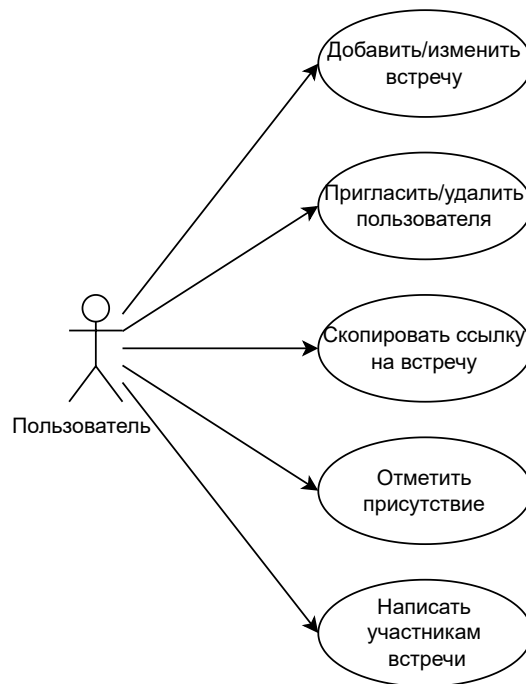 Добавить/изменить
встречу
Пригласить/удалить
пользователя
Скопировать ссылку
на встречу
Пользователь
Отметить
присутствие
Написать
участникам
встречи